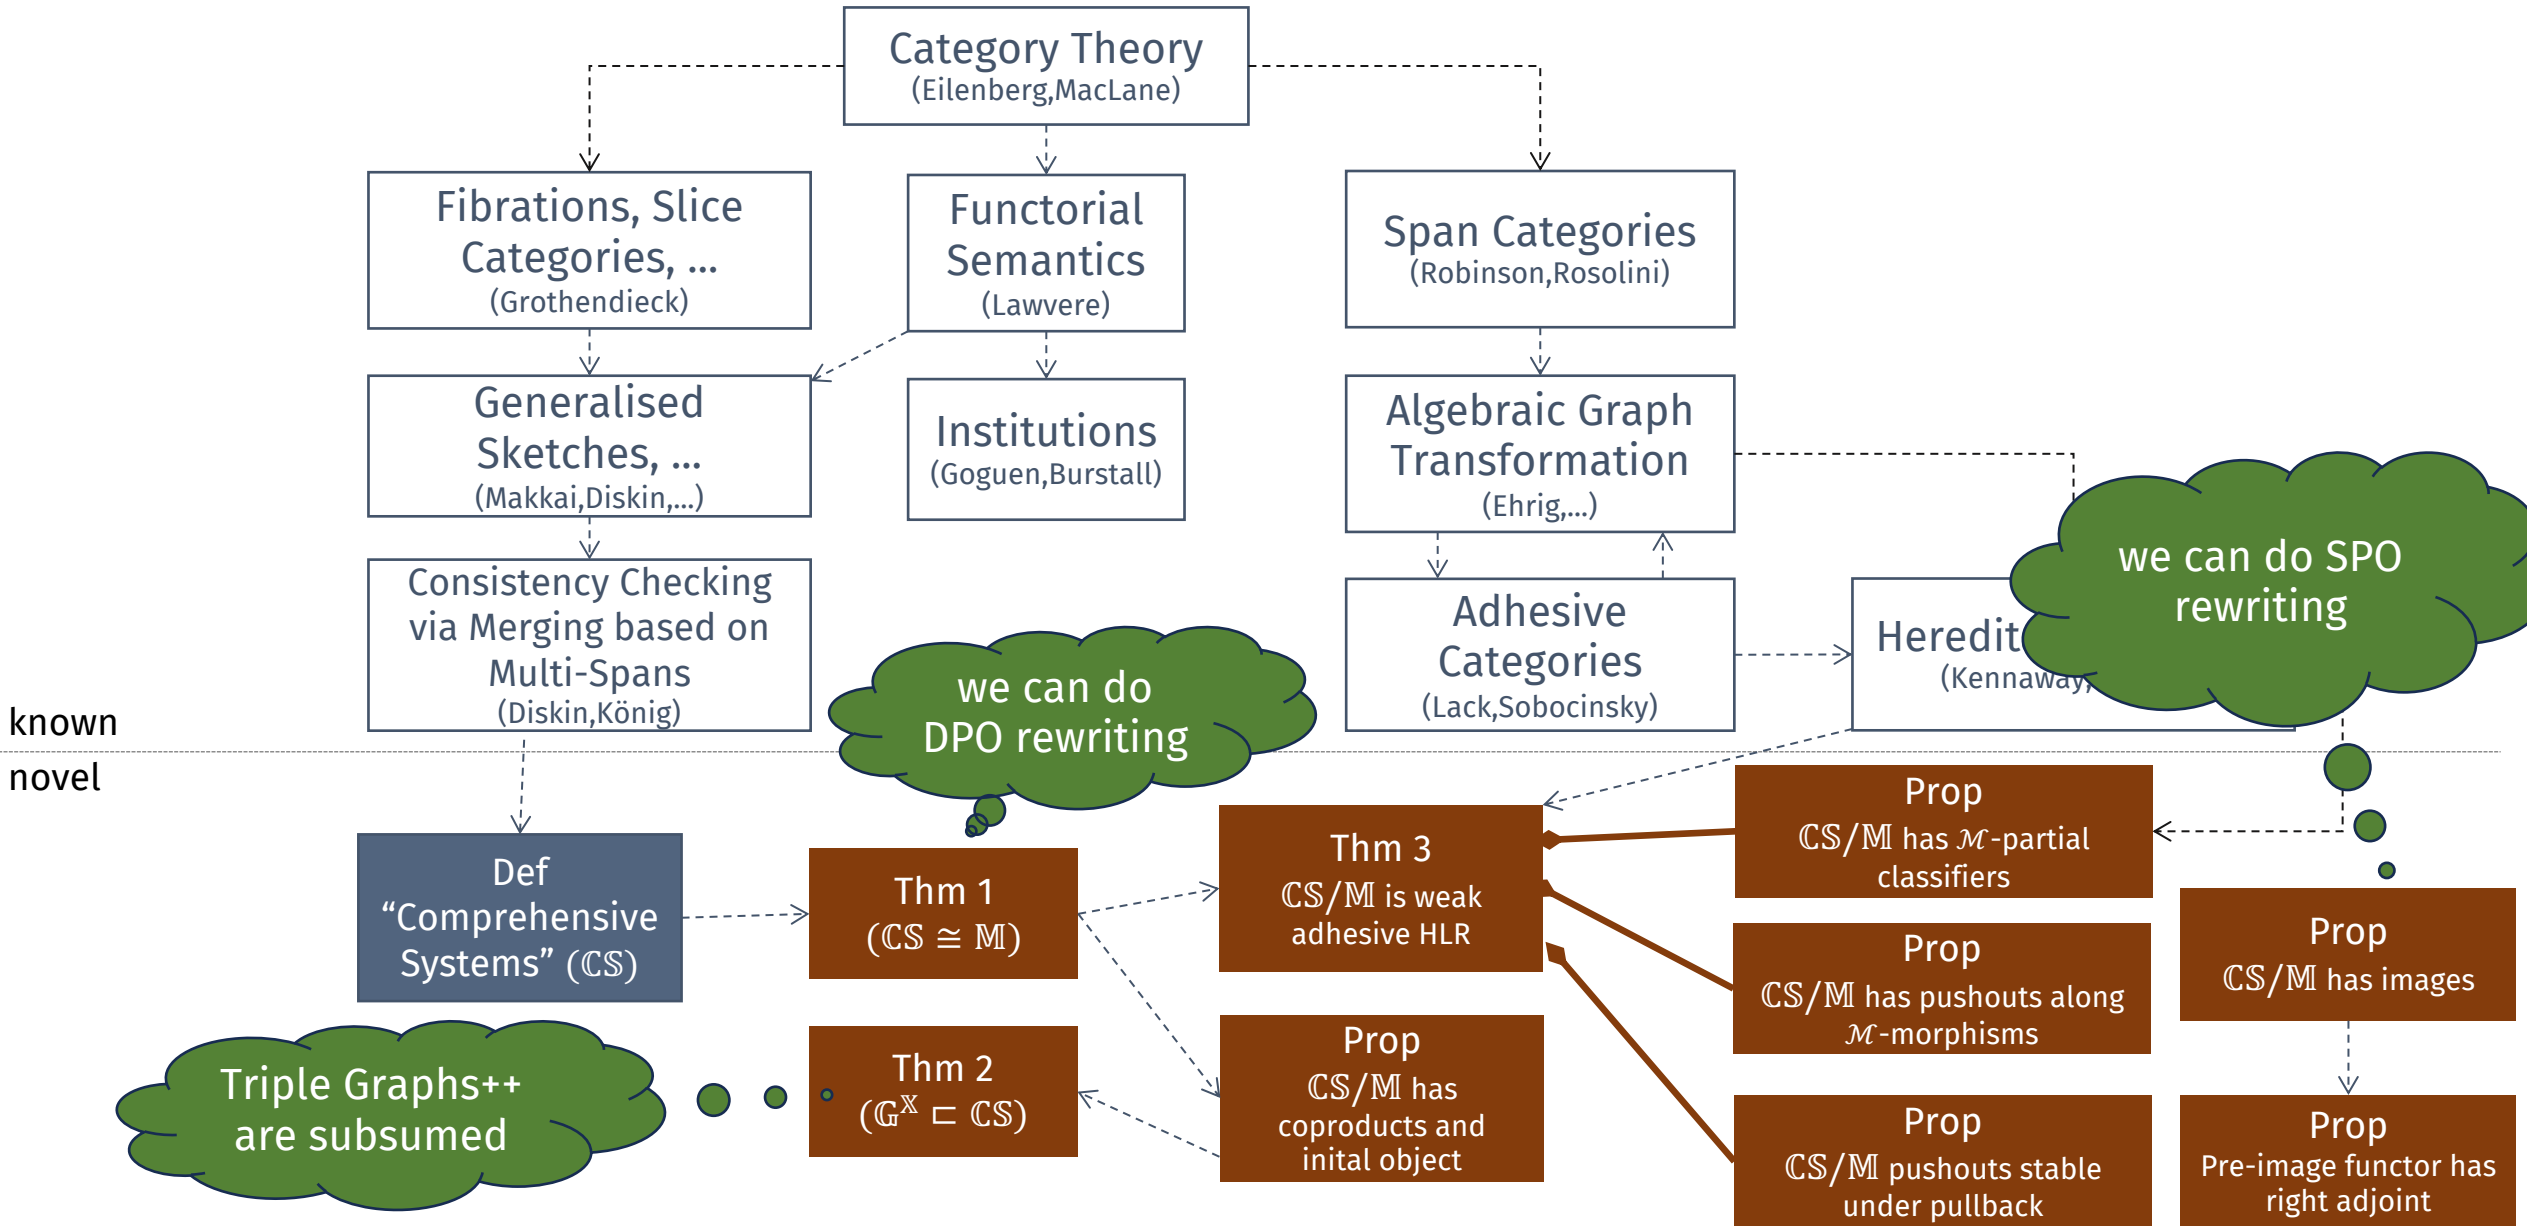 Category Theory
(Eilenberg,MacLane)
Fibrations, Slice
Categories, ...
(Grothendieck)
Functorial
Semantics
(Lawvere)
Span Categories
(Robinson,Rosolini)
Generalised
Sketches, ...
(Makkai,Diskin,...)
Institutions
(Goguen,Burstall)
Algebraic Graph
Transformation
(Ehrig,...)
Consistency Checking
via Merging based on
Multi-Spans
(Diskin,König)
we can do
DPO rewriting
Adhesive
Categories
(Lack,Sobocinsky)
(Kennaway,
we can do SPO
rewriting
known
novel
Def
“Comprehensive
Systems” (ℂ𝕊)
Thm 1
(ℂ𝕊 ≅ 𝕄)
Thm 3
ℂ𝕊/𝕄 is weak
adhesive HLR
Prop
ℂ𝕊/𝕄 has ℳ-partial
classifiers
Prop
ℂ𝕊/𝕄 has pushouts along
ℳ-morphisms
Prop
ℂ𝕊/𝕄 has images
Triple Graphs++
are subsumed
Thm 2
(𝔾^𝕏 ⊏ ℂ𝕊)
Prop
ℂ𝕊/𝕄 has
coproducts and
inital object
Prop
ℂ𝕊/𝕄 pushouts stable
under pullback
Prop
Pre-image functor has
right adjoint